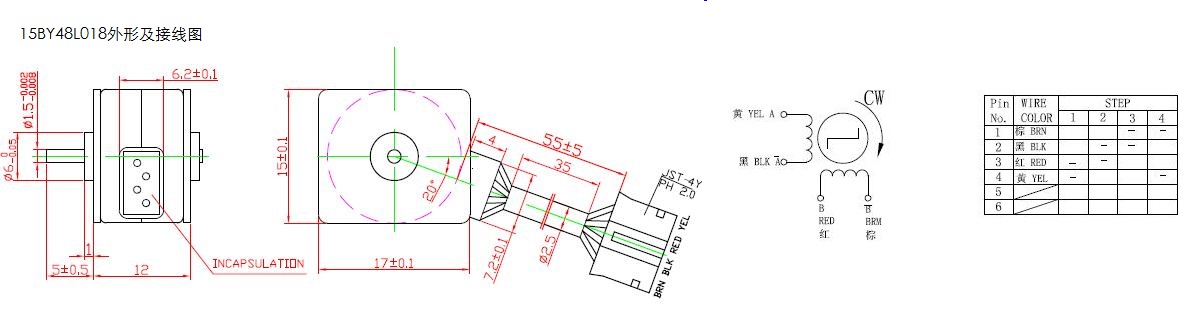 15BY48L018外形及接线图
6.2±0.1
Ø1.5-0.002
-0.008
Ø6 0
-0.05
1
5±0.5
12
INCAPSULATION
15±0.1
17±0.1
20°
4
55±5
35
7.2±0.1
Ø2.5
JST-4Y
PH 2.0
BRN BLK RED YEL
黄 YEL A
黑 BLK A̅
CW
B
RED
红
B̅
BRM
棕
Pin No. WIRE COLOR STEP
1 2 3 4
1 棕 BRN – –
2 黑 BLK – –
3 红 RED – –
4 黄 YEL – –
5
6